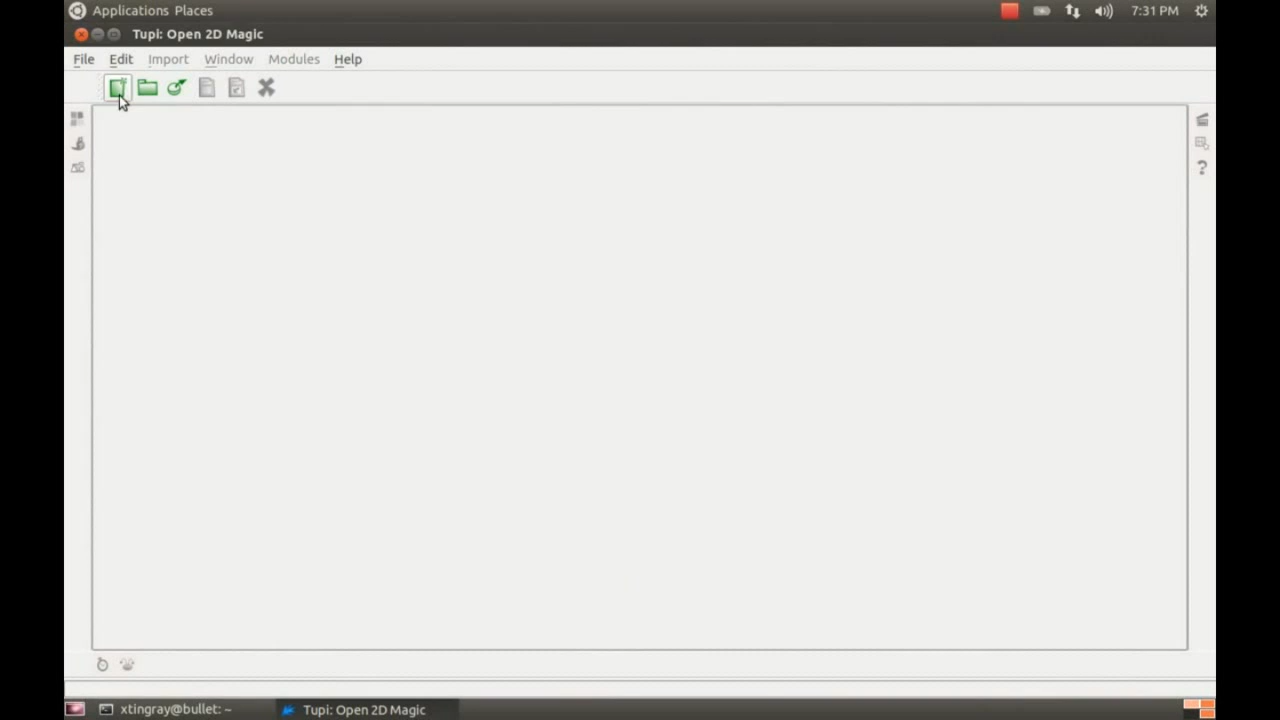 Applications Places
7:31 PM
Tupi: Open 2D Magic
File Edit Import Window Modules Help
xtingray@bullet: ~
Tupi: Open 2D Magic